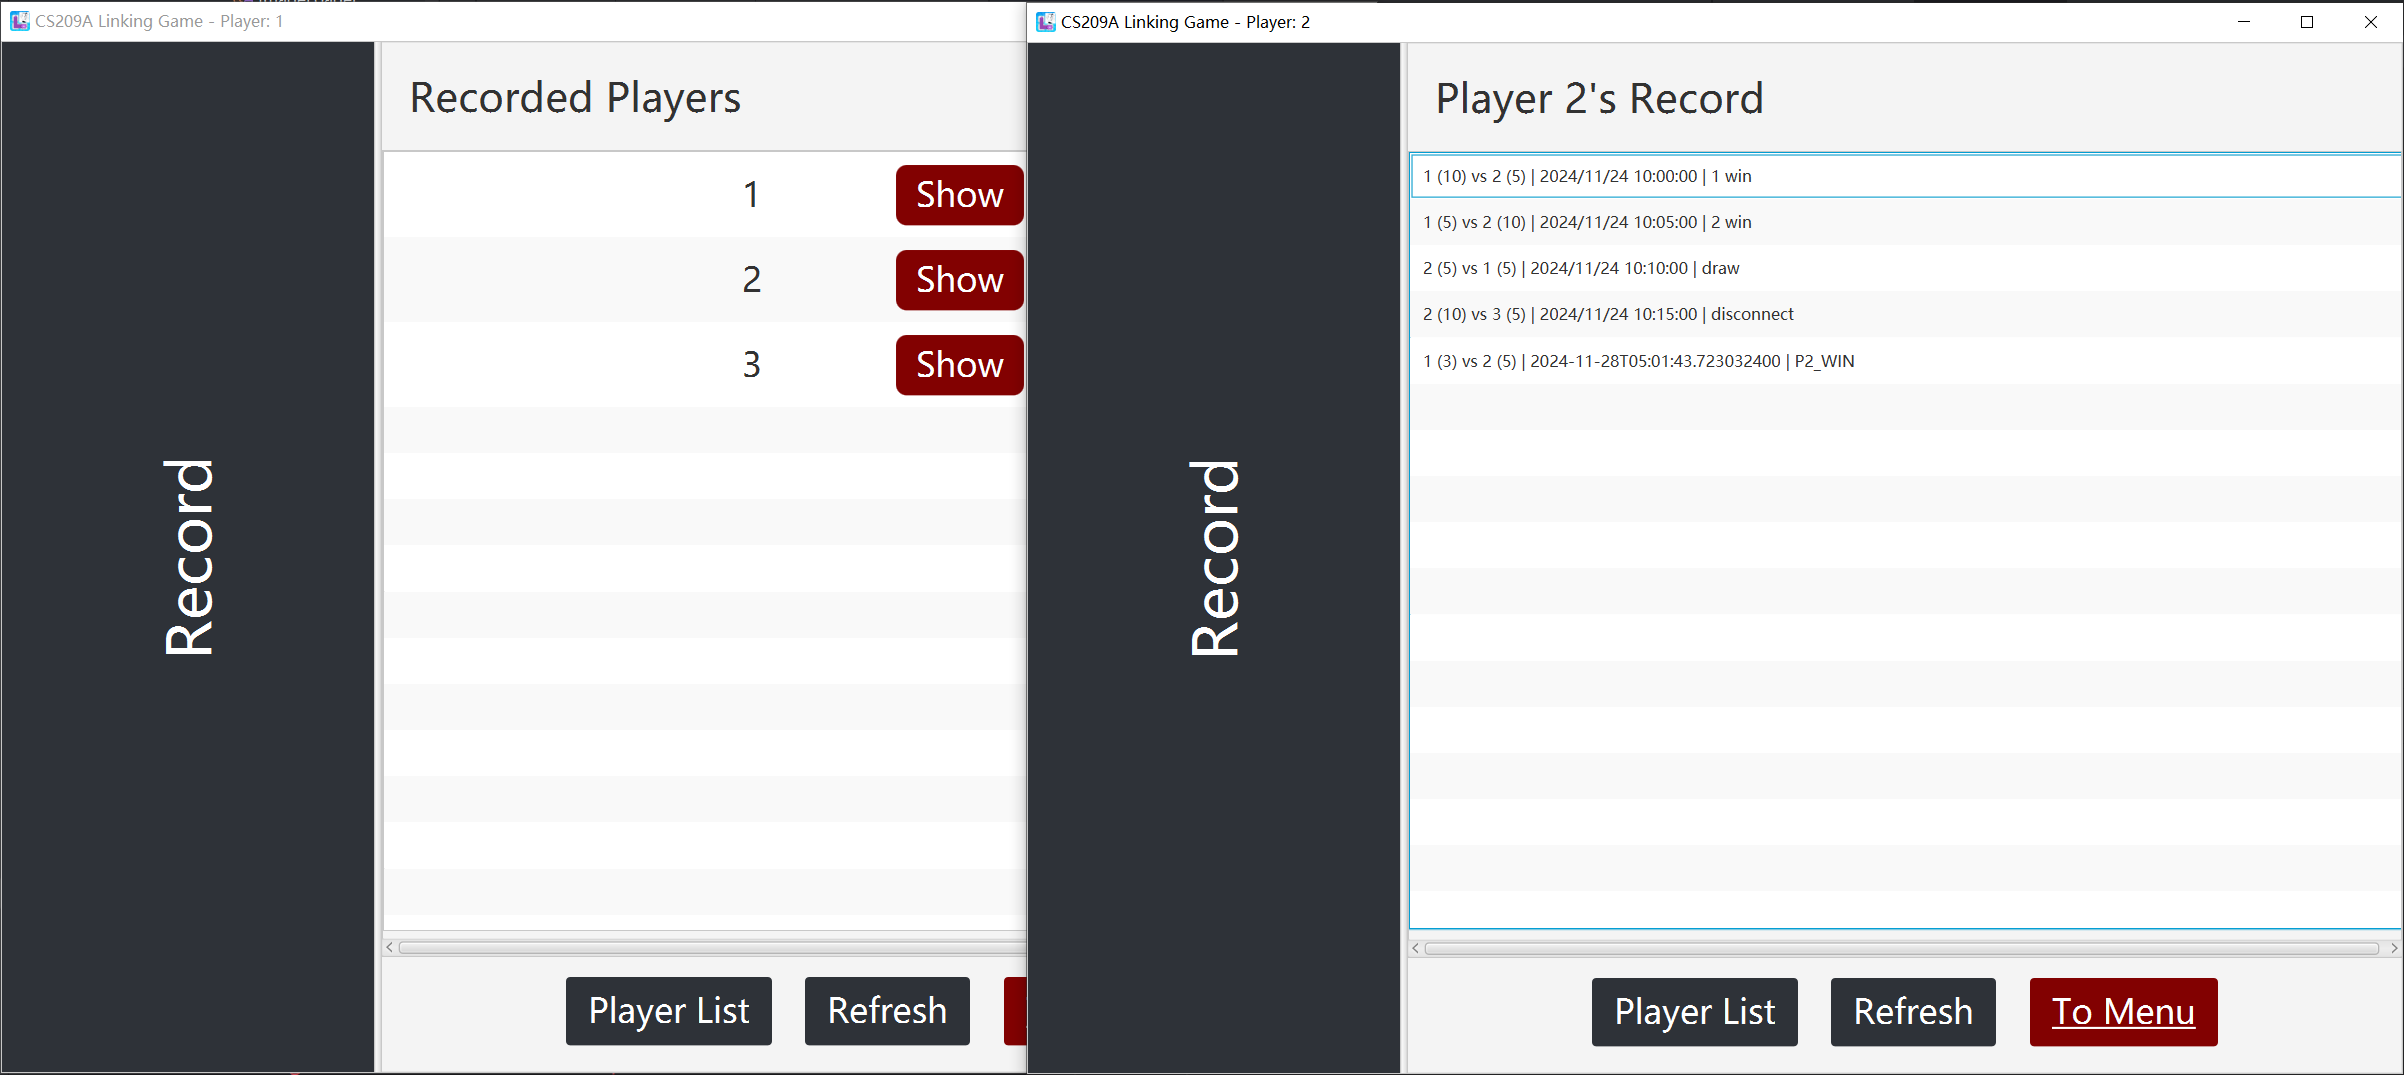 CS209A Linking Game - Player: 1
Record
Recorded Players
1 Show
2 Show
3 Show
Player List Refresh
CS209A Linking Game - Player: 2
Record
Player 2's Record
1 (10) vs 2 (5) | 2024/11/24 10:00:00 | 1 win
1 (5) vs 2 (10) | 2024/11/24 10:05:00 | 2 win
2 (5) vs 1 (5) | 2024/11/24 10:10:00 | draw
2 (10) vs 3 (5) | 2024/11/24 10:15:00 | disconnect
1 (3) vs 2 (5) | 2024-11-28T05:01:43.723032400 | P2_WIN
Player List Refresh To Menu